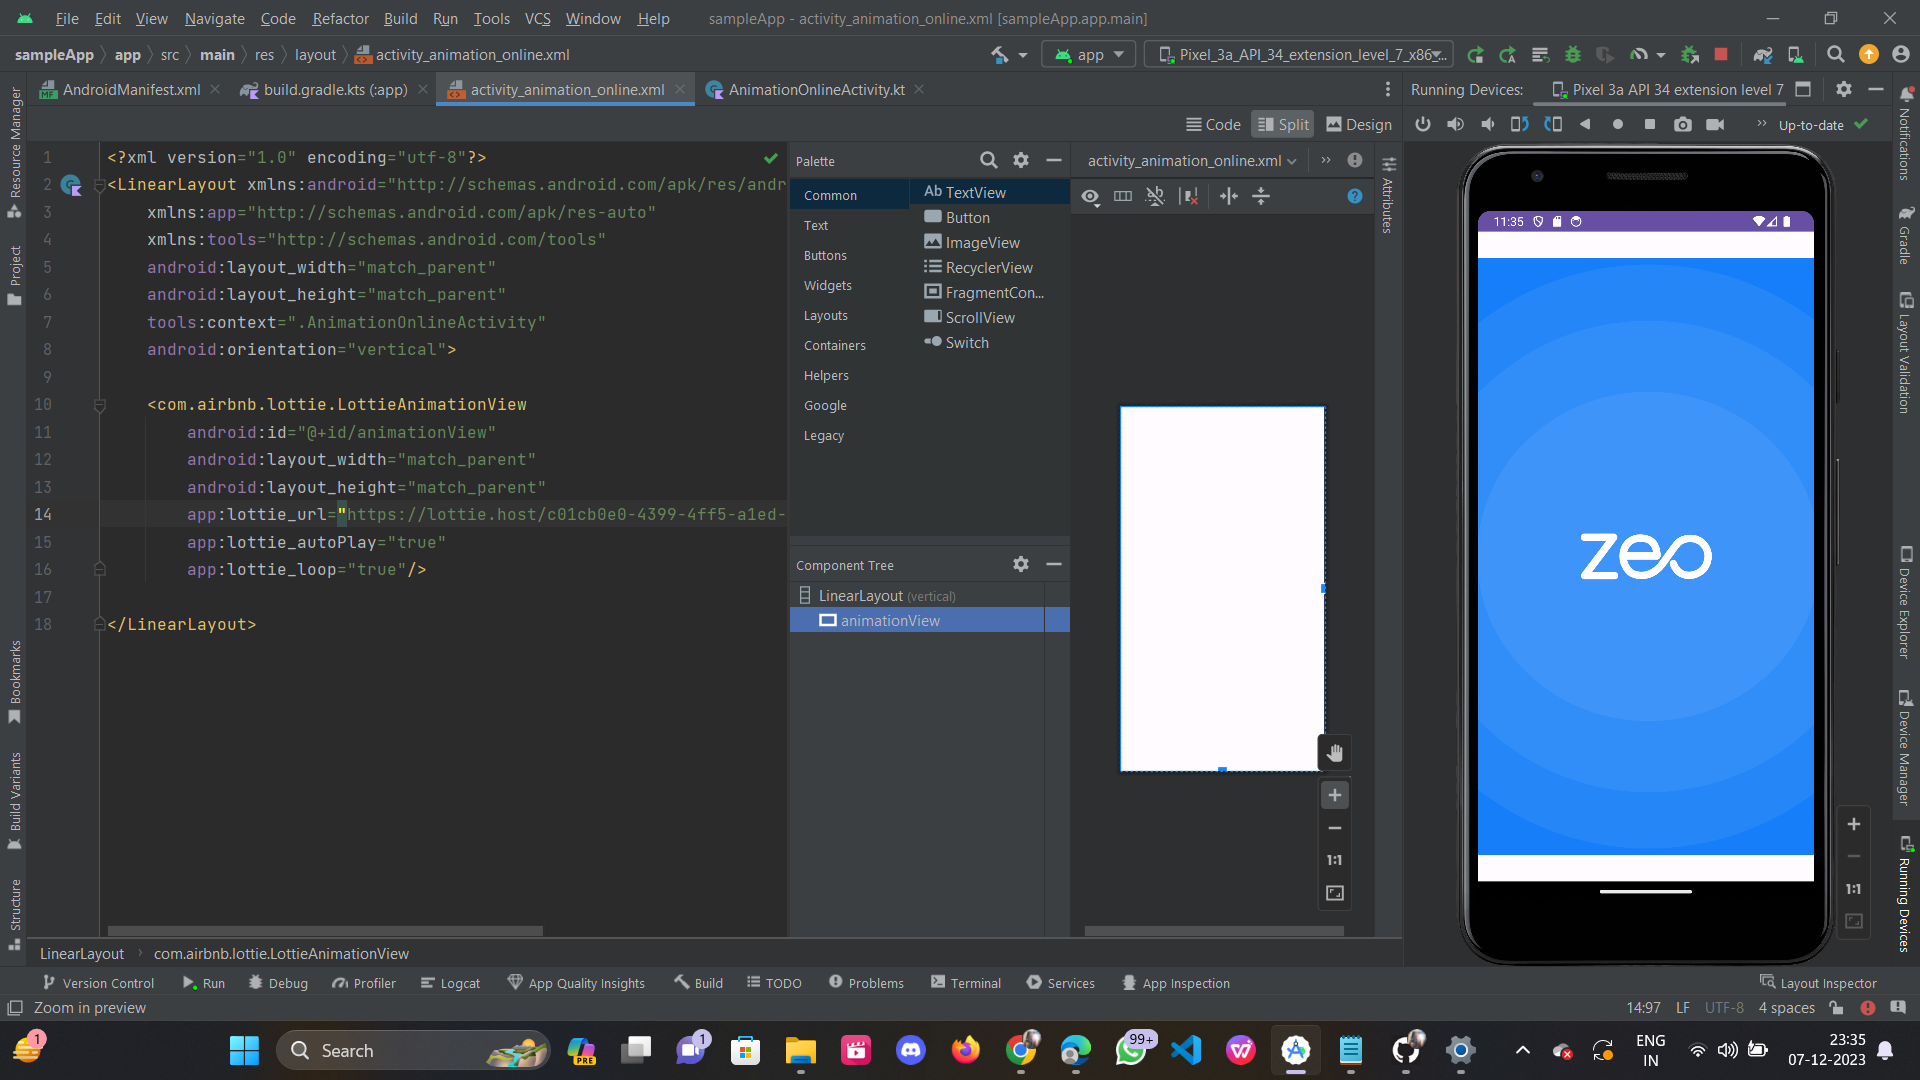 File Edit View Navigate Code Refactor Build Run Tools VCS Window Help sampleApp - activity_animation_online.xml [sampleApp.app.main]
sampleApp app src main res layout activity_animation_online.xml app Pixel_3a_API_34_extension_level_7_x86...
AndroidManifest.xml build.gradle.kts (:app) activity_animation_online.xml AnimationOnlineActivity.kt
Running Devices: Pixel 3a API 34 extension level 7
Code Split Design
Up-to-date
1 <?xml version="1.0" encoding="utf-8"?>
2 <LinearLayout xmlns:android="http://schemas.android.com/apk/res/andr
3 xmlns:app="http://schemas.android.com/apk/res-auto"
4 xmlns:tools="http://schemas.android.com/tools"
5 android:layout_width="match_parent"
6 android:layout_height="match_parent"
7 tools:context=".AnimationOnlineActivity"
8 android:orientation="vertical">
9
10 <com.airbnb.lottie.LottieAnimationView
11 android:id="@+id/animationView"
12 android:layout_width="match_parent"
13 android:layout_height="match_parent"
14 app:lottie_url="https://lottie.host/c01cb0e0-4399-4ff5-a1ed-
15 app:lottie_autoPlay="true"
16 app:lottie_loop="true"/>
17
18 </LinearLayout>
Palette
Common
Text
Buttons
Widgets
Layouts
Containers
Helpers
Google
Legacy
Ab TextView
Button
ImageView
RecyclerView
FragmentCon...
ScrollView
Switch
Component Tree
LinearLayout (vertical)
animationView
activity_animation_online.xml
1:1
Attributes
11:35
zeo
1:1
Resource Manager
Project
Bookmarks
Build Variants
Structure
Notifications
Gradle
Layout Validation
Device Explorer
Device Manager
Running Devices
LinearLayout com.airbnb.lottie.LottieAnimationView
Version Control Run Debug Profiler Logcat App Quality Insights Build TODO Problems Terminal Services App Inspection Layout Inspector
Zoom in preview 14:97 LF UTF-8 4 spaces
1 Search PRE 1 99+ ENG 23:35
IN 07-12-2023